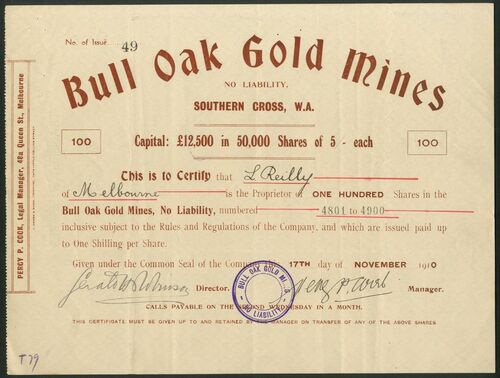 No. of Issue 49
Bull Oak Gold Mines
NO LIABILITY.
SOUTHERN CROSS, W.A.
100
Capital: £12,500 in 50,000 Shares of 5/- each
100
This is to Certify that L Reilly
of Melbourne is the Proprietor of ONE HUNDRED Shares in the
Bull Oak Gold Mines, No Liability, numbered 4801 to 4900
inclusive subject to the Rules and Regulations of the Company, and which are issued paid up
to One Shilling per Share.
Given under the Common Seal of the Company the 17TH day of NOVEMBER 1910
Director.
Percy P. Cook
Manager.
BULL OAK GOLD MI S
NO LIABILITY
CALLS PAYABLE ON THE SECOND WEDNESDAY IN A MONTH.
THIS CERTIFICATE MUST BE GIVEN UP TO AND RETAINED BY THE MANAGER ON TRANSFER OF ANY OF THE ABOVE SHARES
PERCY P. COOK, Legal Manager, 48a Queen St., Melbourne
T79